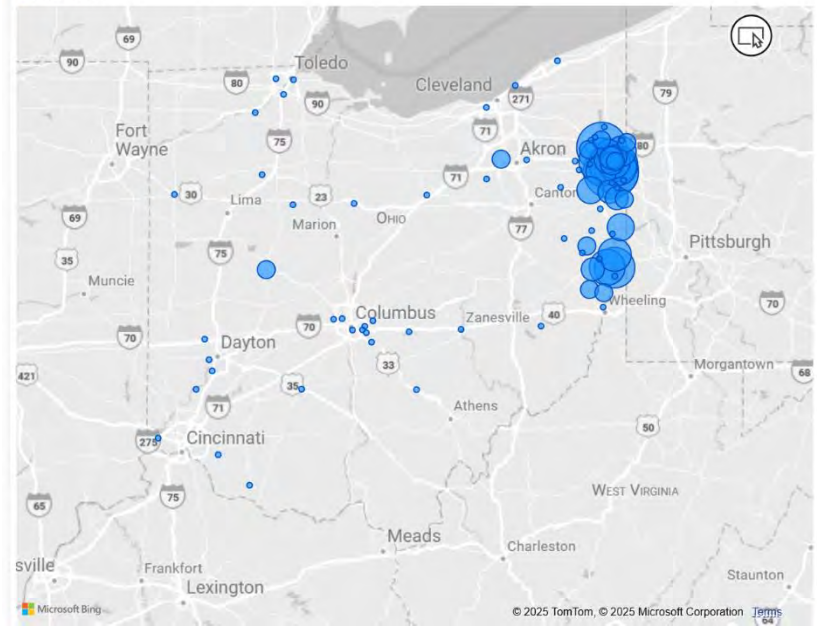 69
90
80
Toledo
Cleveland
271
79
90
Fort
Wayne
71
75
Akron
80
71
30
Lima
23
Canton
69
Marion
OHIO
77
35
75
Pittsburgh
Muncie
Columbus
Zanesville
40
Wheeling
70
70
70
Dayton
33
Morgantown
421
68
35
71
Athens
275
Cincinnati
50
75
WEST VIRGINIA
65
Meads
Charleston
sville
Frankfort
Staunton
Lexington
Microsoft Bing
© 2025 TomTom, © 2025 Microsoft Corporation Terms
64